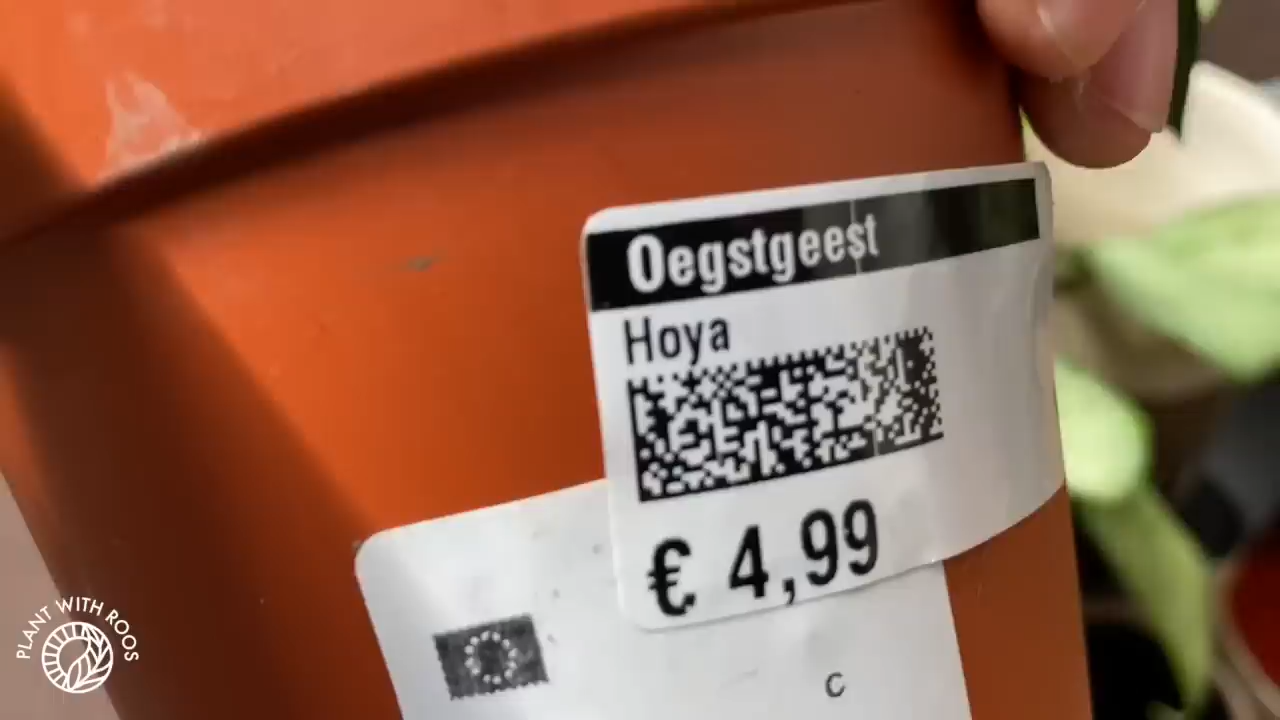 Oegstgeest
Hoya
€ 4,99
C
PLANT WITH ROOS